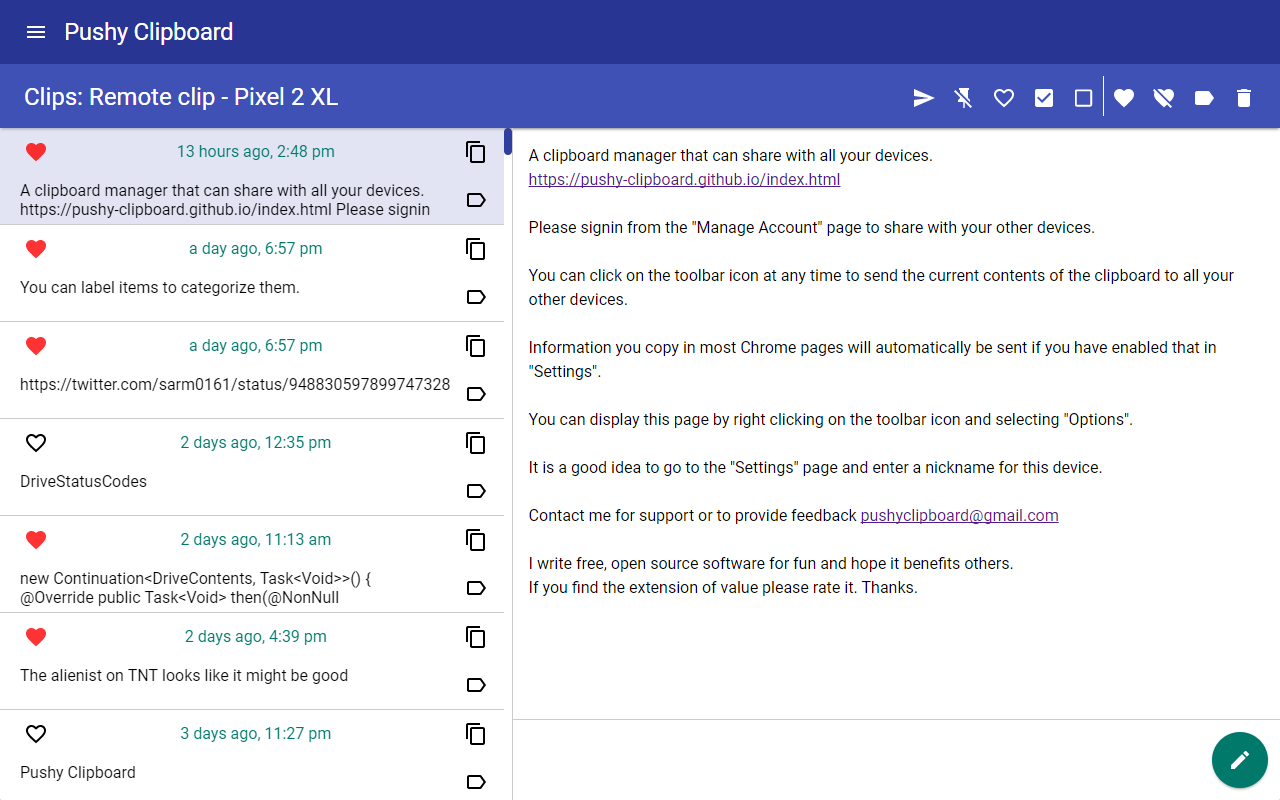 Pushy Clipboard
Clips: Remote clip - Pixel 2 XL
13 hours ago, 2:48 pm
A clipboard manager that can share with all your devices.
https://pushy-clipboard.github.io/index.html Please signin
a day ago, 6:57 pm
You can label items to categorize them.
a day ago, 6:57 pm
https://twitter.com/sarm0161/status/948830597899747328
2 days ago, 12:35 pm
DriveStatusCodes
2 days ago, 11:13 am
new Continuation<DriveContents, Task<Void>>() {
@Override public Task<Void> then(@NonNull
2 days ago, 4:39 pm
The alienist on TNT looks like it might be good
3 days ago, 11:27 pm
Pushy Clipboard
A clipboard manager that can share with all your devices.
https://pushy-clipboard.github.io/index.html
Please signin from the "Manage Account" page to share with your other devices.
You can click on the toolbar icon at any time to send the current contents of the clipboard to all your
other devices.
Information you copy in most Chrome pages will automatically be sent if you have enabled that in
"Settings".
You can display this page by right clicking on the toolbar icon and selecting "Options".
It is a good idea to go to the "Settings" page and enter a nickname for this device.
Contact me for support or to provide feedback pushyclipboard@gmail.com
I write free, open source software for fun and hope it benefits others.
If you find the extension of value please rate it. Thanks.